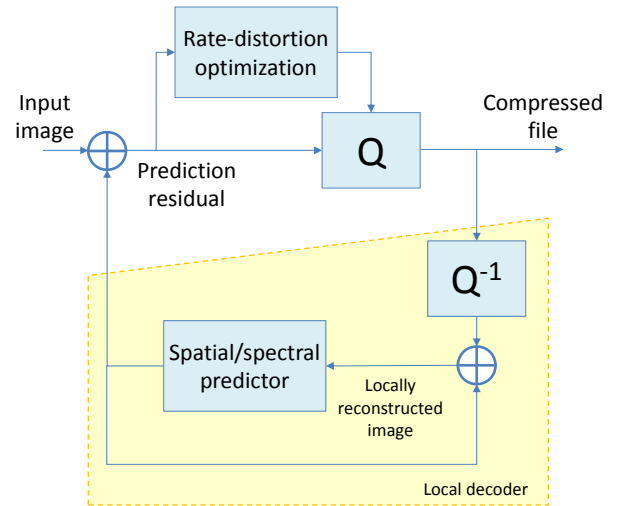 Rate-distortion
optimization
Input
image
Compressed
file
Q
Prediction
residual
Q-1
Spatial/spectral
predictor
Locally
reconstructed
image
Local decoder